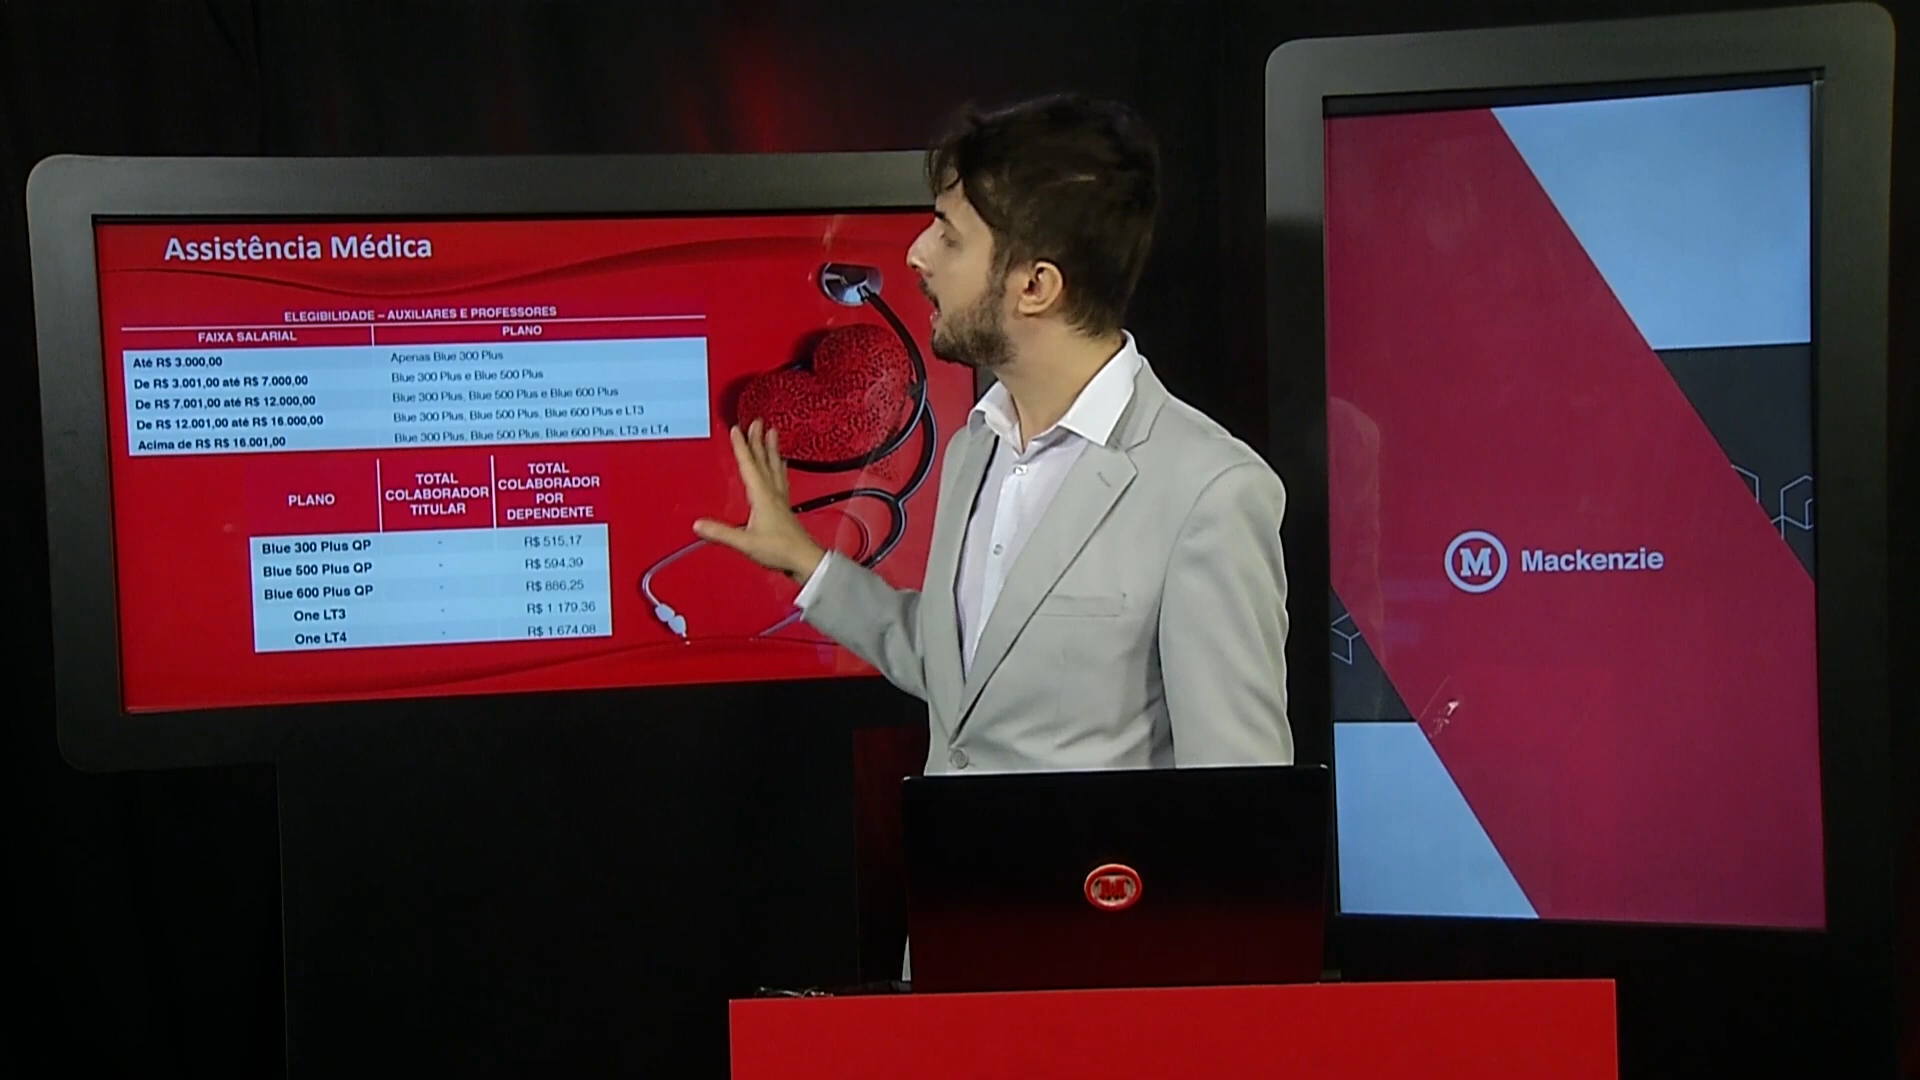 Assistência Médica
ELEGIBILIDADE – AUXILIARES E PROFESSORES
FAIXA SALARIAL PLANO
Até R$ 3.000,00 Apenas Blue 300 Plus
De R$ 3.001,00 até R$ 7.000,00 Blue 300 Plus e Blue 500 Plus
De R$ 7.001,00 até R$ 12.000,00 Blue 300 Plus, Blue 500 Plus e Blue 600 Plus
De R$ 12.001,00 até R$ 16.000,00 Blue 300 Plus, Blue 500 Plus, Blue 600 Plus e LT3
Acima de R$ R$ 16.001,00 Blue 300 Plus, Blue 500 Plus, Blue 600 Plus, LT3 e LT4
PLANO
TOTAL
COLABORADOR
TITULAR
TOTAL
COLABORADOR
POR
DEPENDENTE
Blue 300 Plus QP - R$ 515,17
Blue 500 Plus QP - R$ 594,39
Blue 600 Plus QP - R$ 886,25
One LT3 - R$ 1.179,36
One LT4 - R$ 1.674,08
M Mackenzie
M